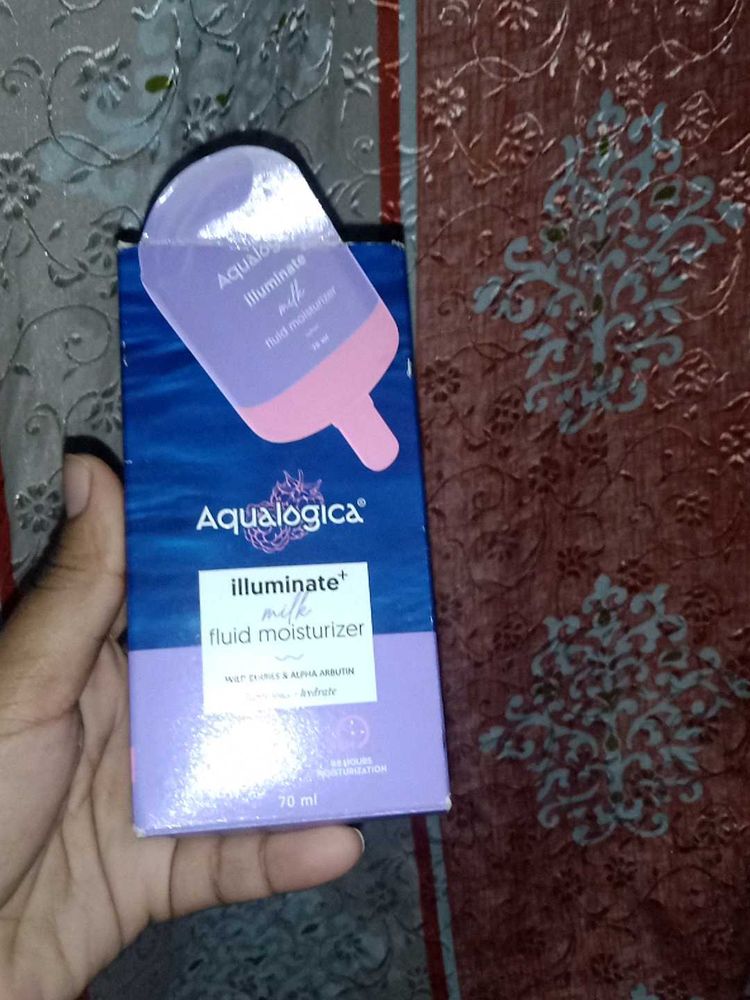 Aqualogica
illuminate
milk
fluid moisturizer
70 ml
Aqualogica®
illuminate+
milk
fluid moisturizer
WILD BERRIES & ALPHA ARBUTIN
hydrate
HOURS
MOISTURIZATION
70 ml